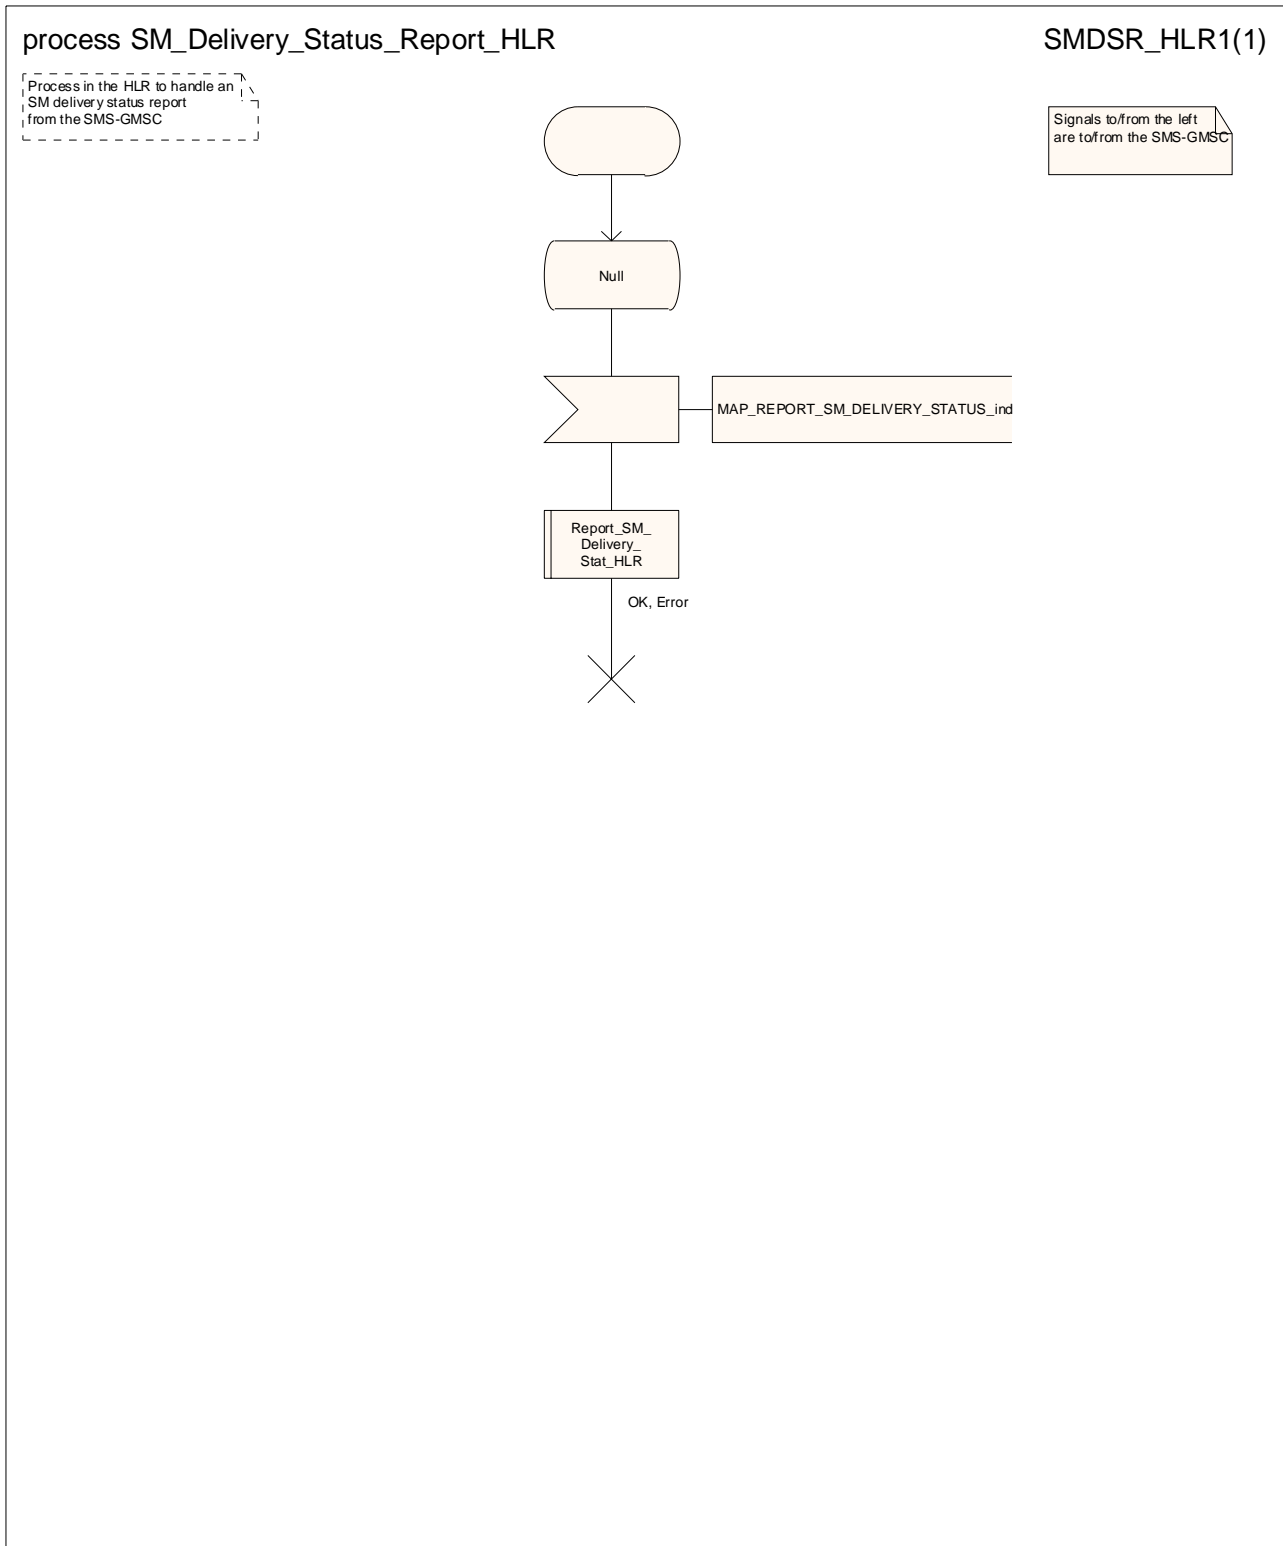 process SM_Delivery_Status_Report_HLR
SMDSR_HLR1(1)
Process in the HLR to handle an
SM delivery status report
from the SMS-GMSC
Signals to/from the left
are to/from the SMS-GMSC
Null
MAP_REPORT_SM_DELIVERY_STATUS_ind
Report_SM_
Delivery_
Stat_HLR
OK, Error